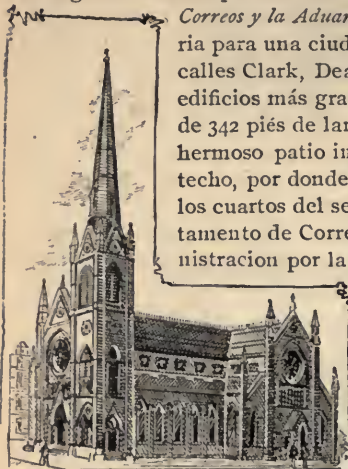 Correos y la Aduan
ria para una ciud
calles Clark, Dea
edificios más gra
de 342 piés de lar
hermoso patio in
techo, por donde
los cuartos del se
tamento de Corre
nistracion por la